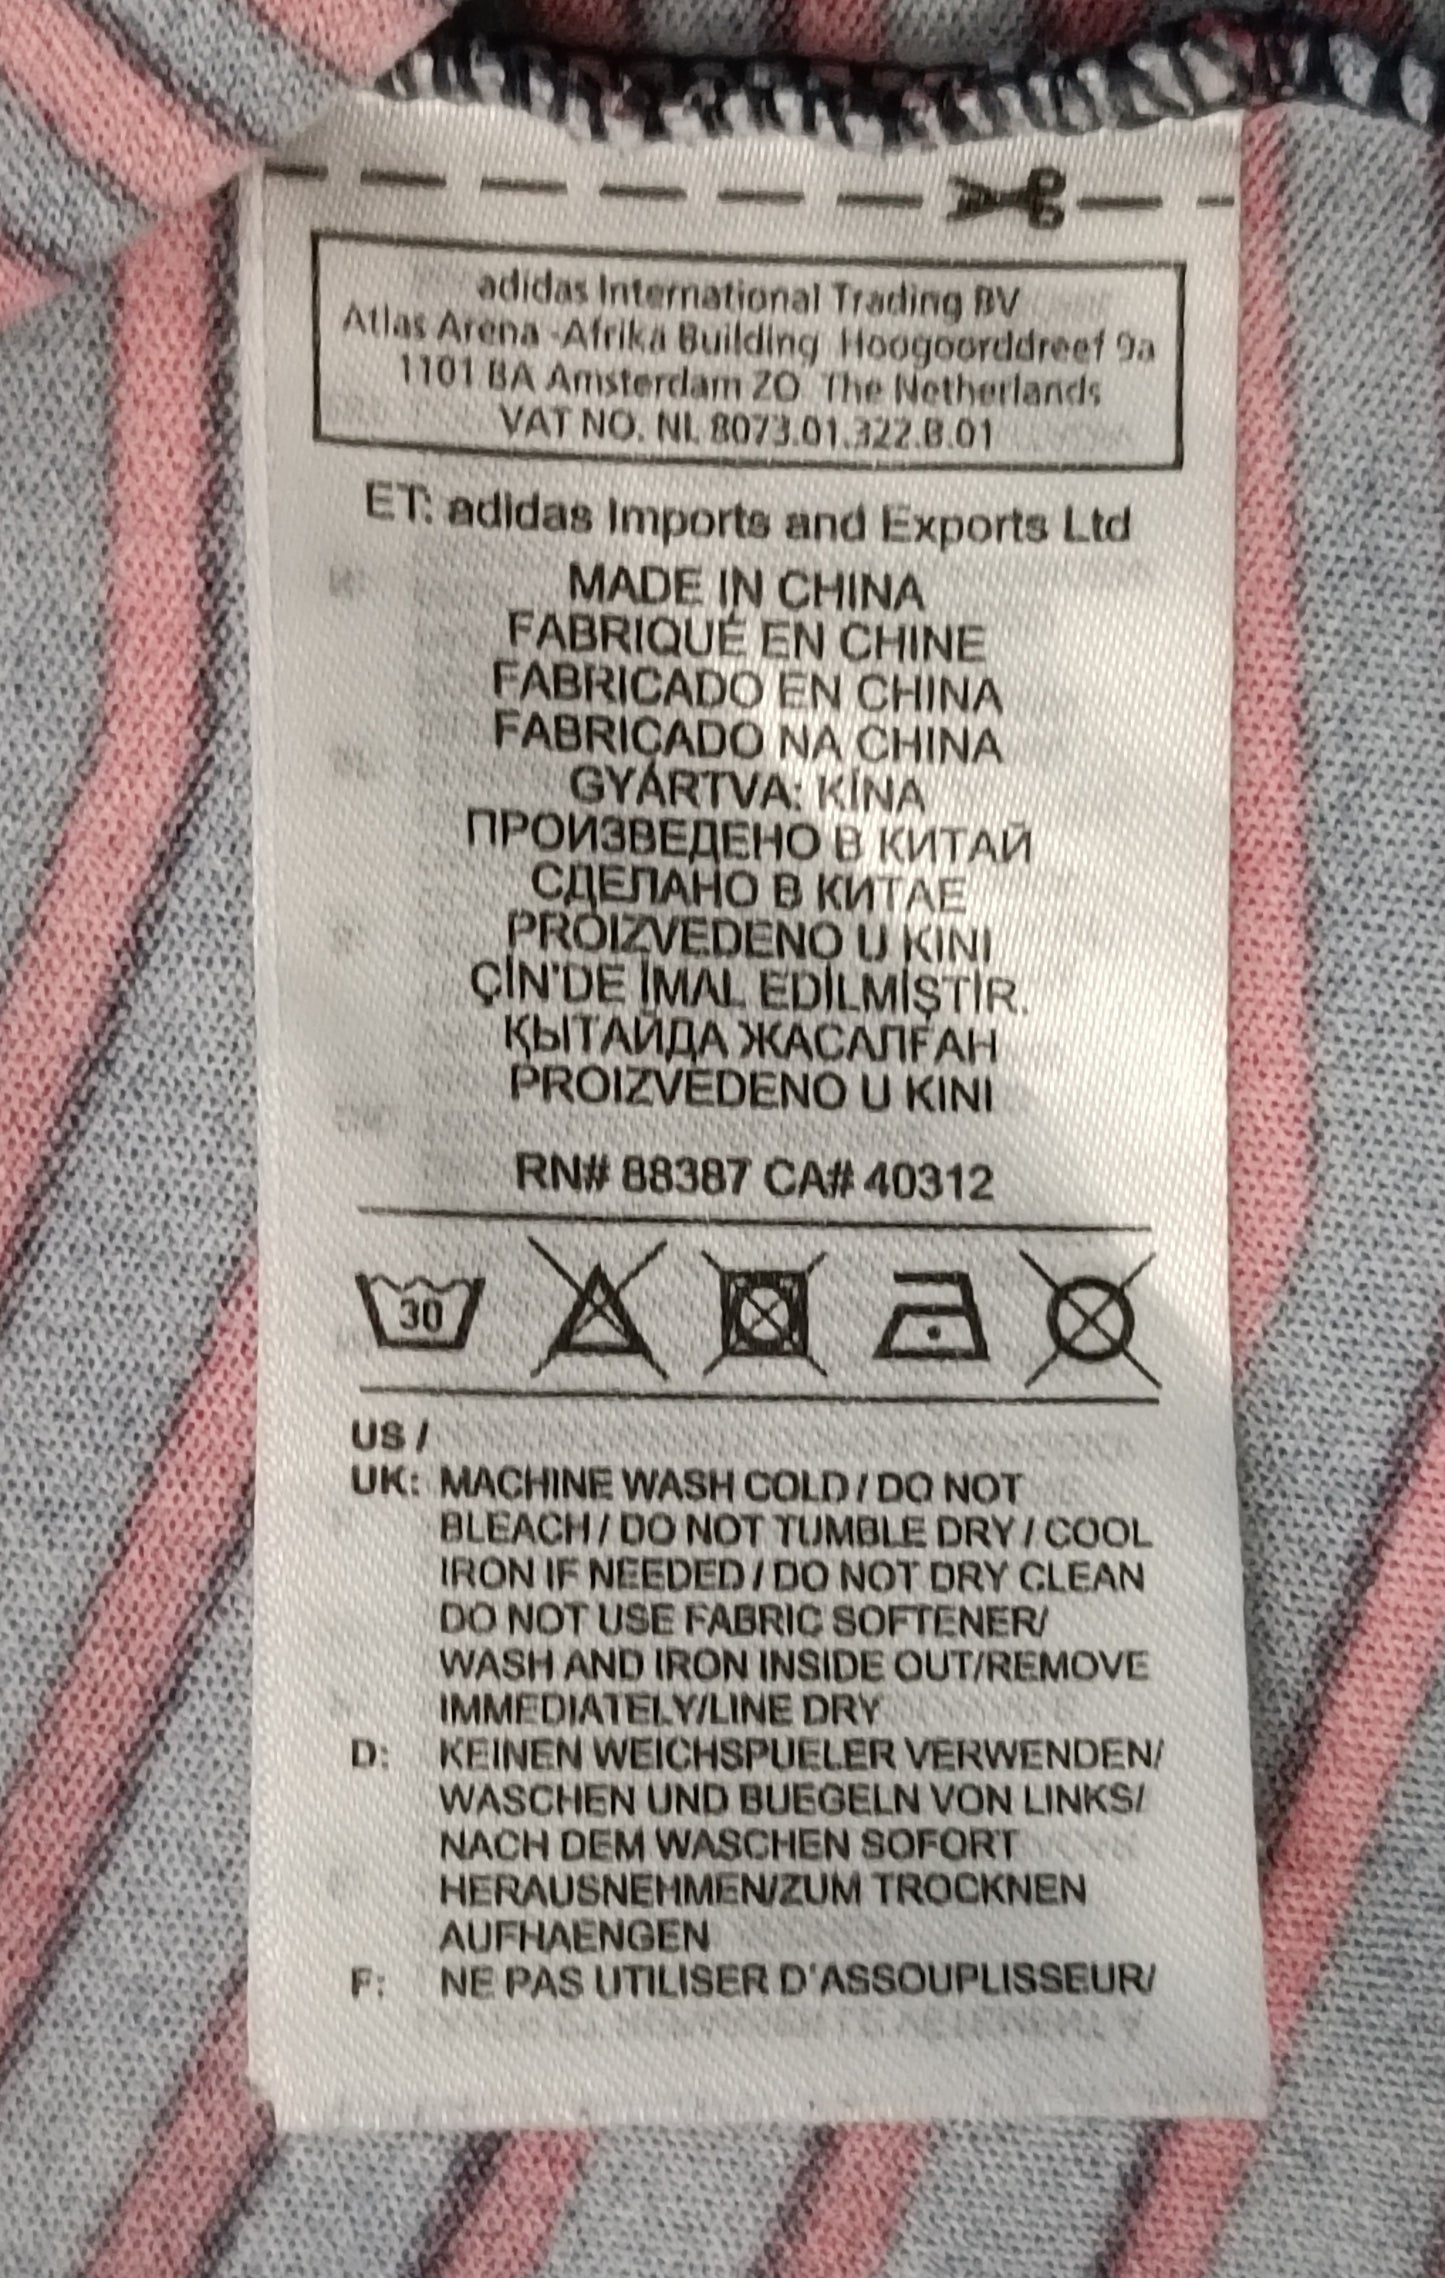 adidas International Trading BV
Atlas Arena -Afrika Building Hoogoorddreef 9a
1101 BA Amsterdam ZO The Netherlands
VAT NO. NL 8073.01.322.B.01
ET: adidas Imports and Exports Ltd
MADE IN CHINA
FABRIQUÉ EN CHINE
FABRICADO EN CHINA
FABRICADO NA CHINA
GYÁRTVA: KÍNA
ПРОИЗВЕДЕНО В КИТАЙ
СДЕЛАНО В КИТАЕ
PROIZVEDENO U KINI
ÇİN'DE İMAL EDİLMİŞTİR.
ҚЫТАЙДА ЖАСАЛҒАН
PROIZVEDENO U KINI
RN# 88387 CA# 40312
30
US /
UK: MACHINE WASH COLD / DO NOT
BLEACH / DO NOT TUMBLE DRY / COOL
IRON IF NEEDED / DO NOT DRY CLEAN
DO NOT USE FABRIC SOFTENER/
WASH AND IRON INSIDE OUT/REMOVE
IMMEDIATELY/LINE DRY
D: KEINEN WEICHSPUELER VERWENDEN/
WASCHEN UND BUEGELN VON LINKS/
NACH DEM WASCHEN SOFORT
HERAUSNEHMEN/ZUM TROCKNEN
AUFHAENGEN
F: NE PAS UTILISER D'ASSOUPLISSEUR/